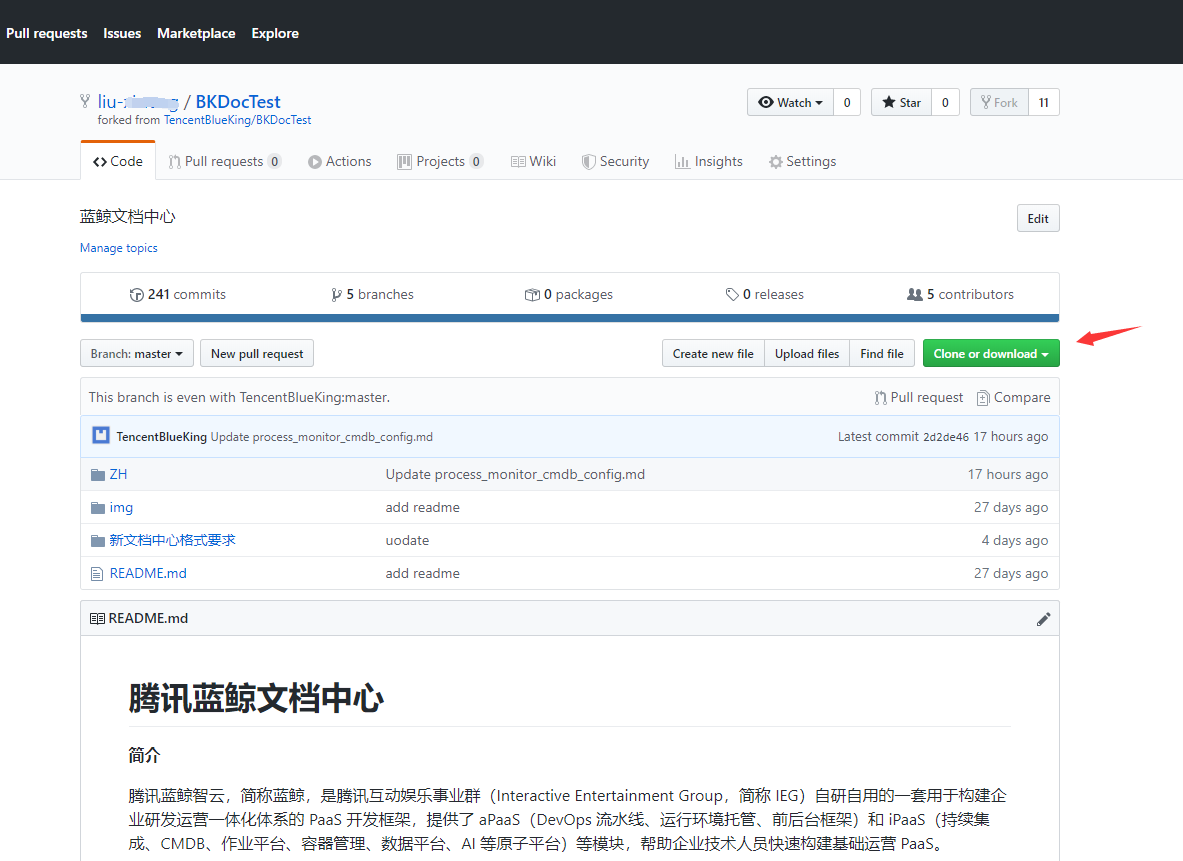 Pull requests Issues Marketplace Explore
liu- / BKDocTest
Watch 0 Star 0 Fork 11
forked from TencentBlueKing/BKDocTest
Code Pull requests 0 Actions Projects 0 Wiki Security Insights Settings
蓝鲸文档中心
Edit
Manage topics
241 commits 5 branches 0 packages 0 releases 5 contributors
Branch: master New pull request Create new file Upload files Find file Clone or download
This branch is even with TencentBlueKing:master. Pull request Compare
TencentBlueKing Update process_monitor_cmdb_config.md Latest commit 2d2de46 17 hours ago
ZH Update process_monitor_cmdb_config.md 17 hours ago
img add readme 27 days ago
新文档中心格式要求 uodate 4 days ago
README.md add readme 27 days ago
README.md
腾讯蓝鲸文档中心
简介
腾讯蓝鲸智云，简称蓝鲸，是腾讯互动娱乐事业群（Interactive Entertainment Group，简称 IEG）自研自用的一套用于构建企
业研发运营一体化体系的 PaaS 开发框架，提供了 aPaaS（DevOps 流水线、运行环境托管、前后台框架）和 iPaaS（持续集
成、CMDB、作业平台、容器管理、数据平台、AI 等原子平台）等模块，帮助企业技术人员快速构建基础运营 PaaS。